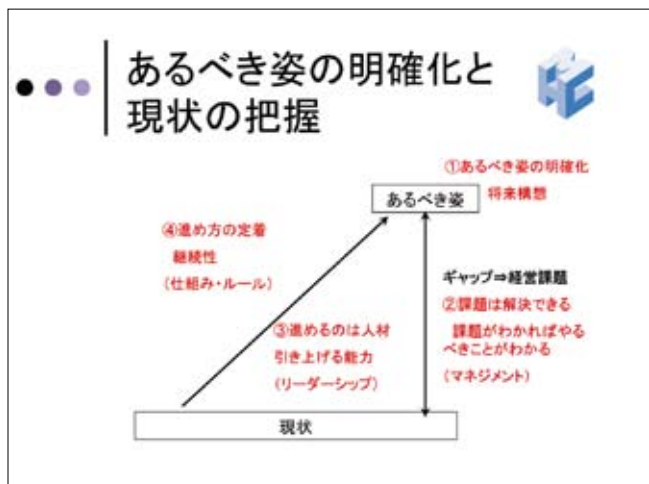 あるべき姿の明確化と
現状の把握
①あるべき姿の明確化
将来構想
あるべき姿
④進め方の定着
継続性
(仕組み・ルール)
ギャップ⇒経営課題
②課題は解決できる
課題がわかればやる
べきことがわかる
(マネジメント)
③進めるのは人材
引き上げる能力
(リーダーシップ)
現状